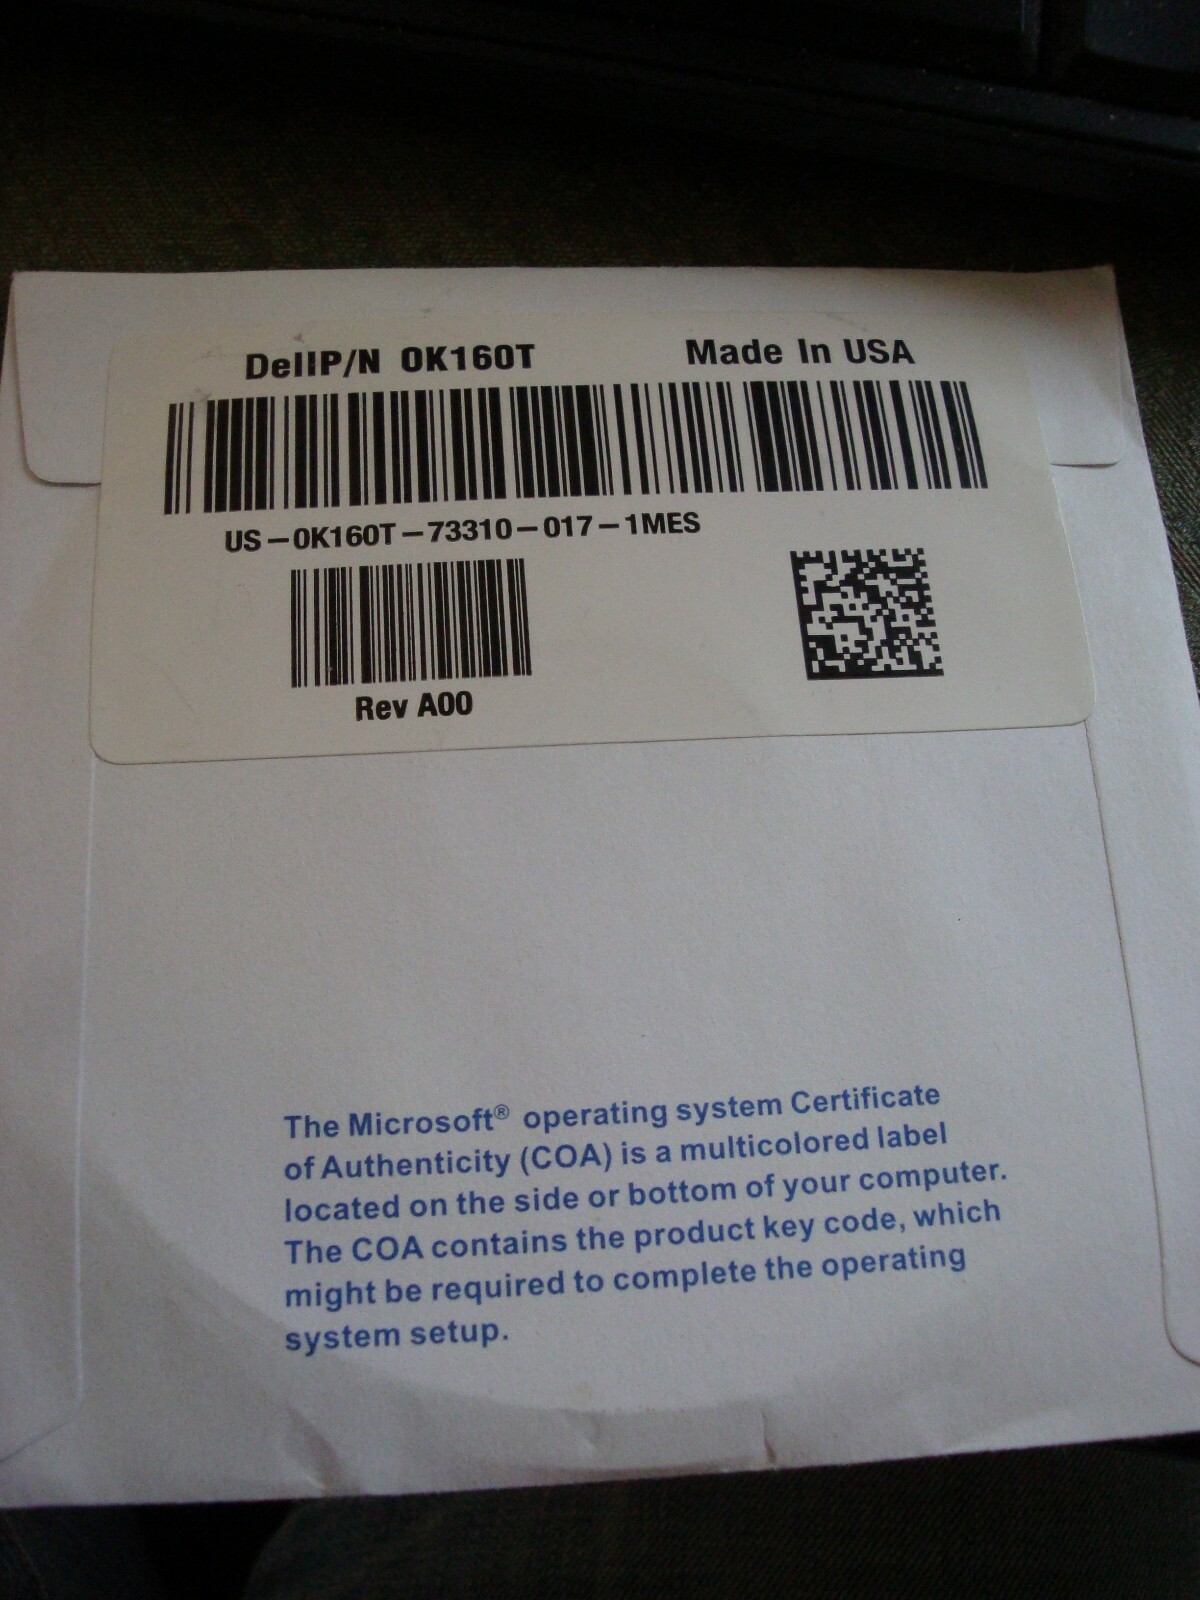 DellP/N 0K160T Made In USA
US-0K160T-73310-017-1MES
Rev A00
The Microsoft® operating system Certificate
of Authenticity (COA) is a multicolored label
located on the side or bottom of your computer.
The COA contains the product key code, which
might be required to complete the operating
system setup.